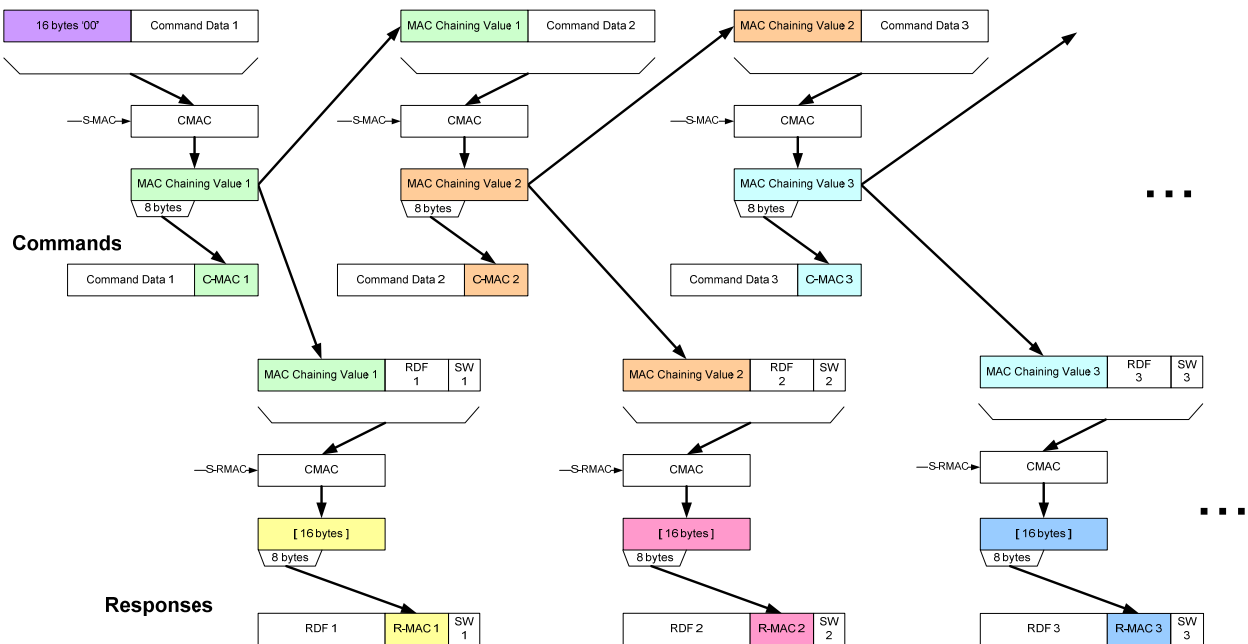 16 bytes ‘00’ Command Data 1 MAC Chaining Value 1 Command Data 2 MAC Chaining Value 2 Command Data 3
S-MAC CMAC S-MAC CMAC S-MAC CMAC
MAC Chaining Value 1 MAC Chaining Value 2 MAC Chaining Value 3
8 bytes 8 bytes 8 bytes
...
Commands
Command Data 1 C-MAC 1 Command Data 2 C-MAC 2 Command Data 3 C-MAC 3
MAC Chaining Value 1 RDF 1 SW 1 MAC Chaining Value 2 RDF 2 SW 2 MAC Chaining Value 3 RDF 3 SW 3
S-RMAC CMAC S-RMAC CMAC S-RMAC CMAC
[ 16 bytes ] [ 16 bytes ] [ 16 bytes ]
...
8 bytes 8 bytes 8 bytes
Responses
RDF 1 R-MAC 1 SW 1 RDF 2 R-MAC 2 SW 2 RDF 3 R-MAC 3 SW 3